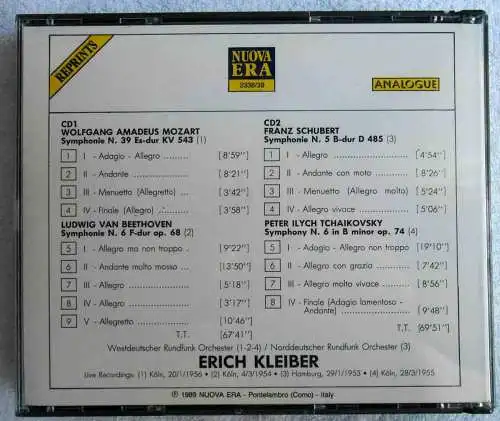 REPRINTS
NUOVA
ERA
2338/39
ANALOGUE
CD1
WOLFGANG AMADEUS MOZART
Symphonie N. 39 Es-dur KV 543 (1)
1 I - Adagio - Allegro .......... [8'59"]
2 II - Andante ................... [8'21"]
3 III - Menuetto (Allegretto) ... [3'42"]
4 IV - Finale (Allegro) .......... [3'58"]
LUDWIG VAN BEETHOVEN
Symphonie N. 6 F-dur op. 68 (2)
5 I - Allegro ma non troppo . [9'22"]
6 II - Andante molto mosso ... [13'50"]
7 III - Allegro .................... [5'18"]
8 IV - Allegro .................... [3'17"]
9 V - Allegretto ................. [10'46"]
T.T. [67'41"]
CD2
FRANZ SCHUBERT
Symphonie N. 5 B-dur D 485 (3)
1 I - Allegro ..................... [4'54"]
2 II - Andante con moto ....... [8'26"]
3 III - Menuetto (Allegro molto) [5'24"]
4 IV - Allegro vivace ............ [5'06"]
PETER ILYCH TCHAIKOVSKY
Symphony N. 6 in B minor op. 74 (4)
5 I - Adagio - Allegro non troppo [19'10"]
6 II - Allegro con grazia ....... [7'42"]
7 III - Allegro molto vivace .... [8'56"]
8 IV - Finale (Adagio lamentoso -
Andante) ................... [9'48"]
T.T. [69'51"]
Westdeutscher Rundfunk Orchester (1-2-4) / Norddeutscher Rundfunk Orchester (3)
ERICH KLEIBER
Live Recordings: (1) Köln, 20/1/1956 • (2) Köln, 4/3/1954 • (3) Hamburg, 29/1/1953 • (4) Köln, 28/3/1955
℗ 1989 NUOVA ERA - Pontelambro (Como) - Italy